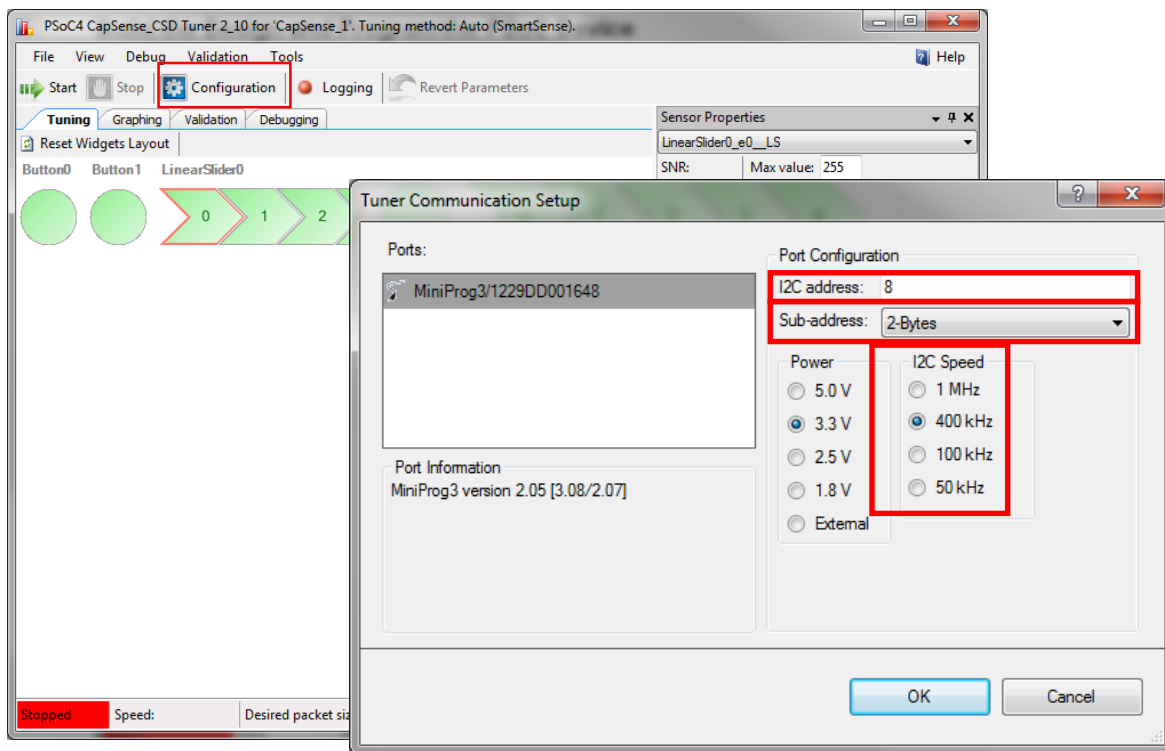 PSoC4 CapSense_CSD Tuner 2_10 for 'CapSense_1'. Tuning method: Auto (SmartSense).
File View Debug Validation Tools Help
Start Stop Configuration Logging Revert Parameters
Tuning Graphing Validation Debugging
Reset Widgets Layout
Button0 Button1 LinearSlider0
0 1 2
Sensor Properties
LinearSlider0_e0__LS
SNR: Max value: 255
Tuner Communication Setup
Ports:
MiniProg3/1229DD001648
Port Information
MiniProg3 version 2.05 [3.08/2.07]
Port Configuration
I2C address: 8
Sub-address: 2-Bytes
Power
5.0 V
3.3 V
2.5 V
1.8 V
External
I2C Speed
1 MHz
400 kHz
100 kHz
50 kHz
OK Cancel
Stopped Speed: Desired packet siz